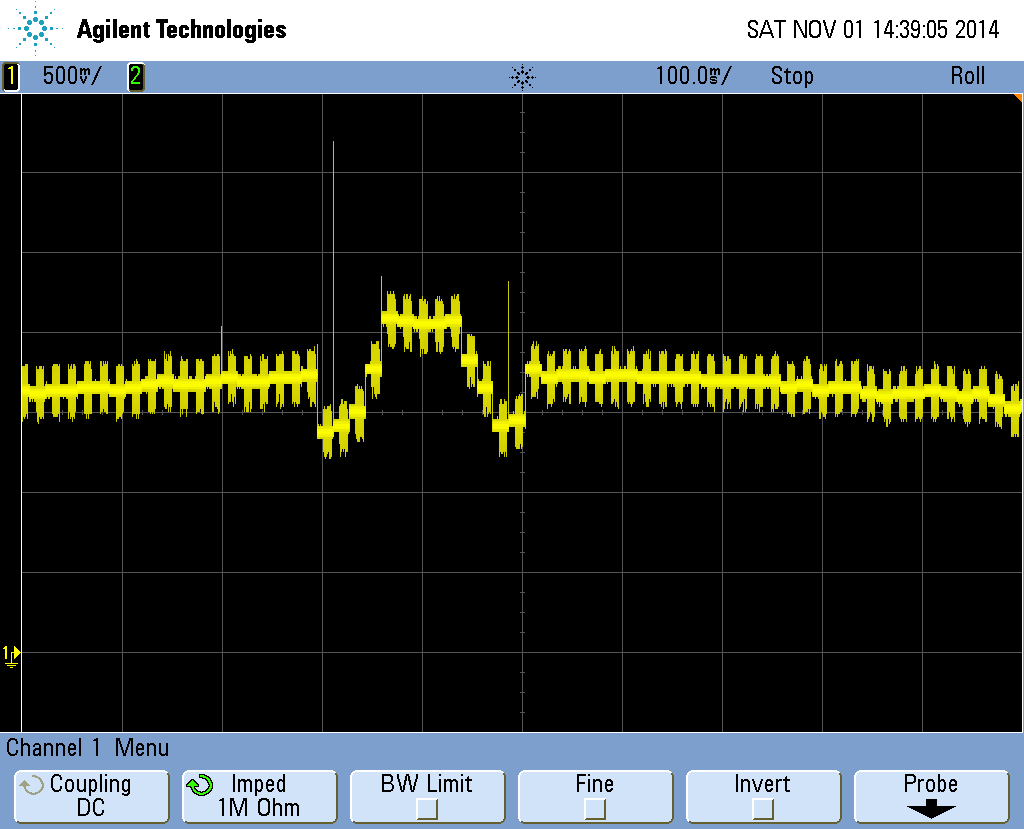 Agilent Technologies SAT NOV 01 14:39:05 2014
1 500mV/ 2 100.0ms/ Stop Roll
1
Channel 1 Menu
Coupling Imped BW Limit Fine Invert Probe
DC 1M Ohm